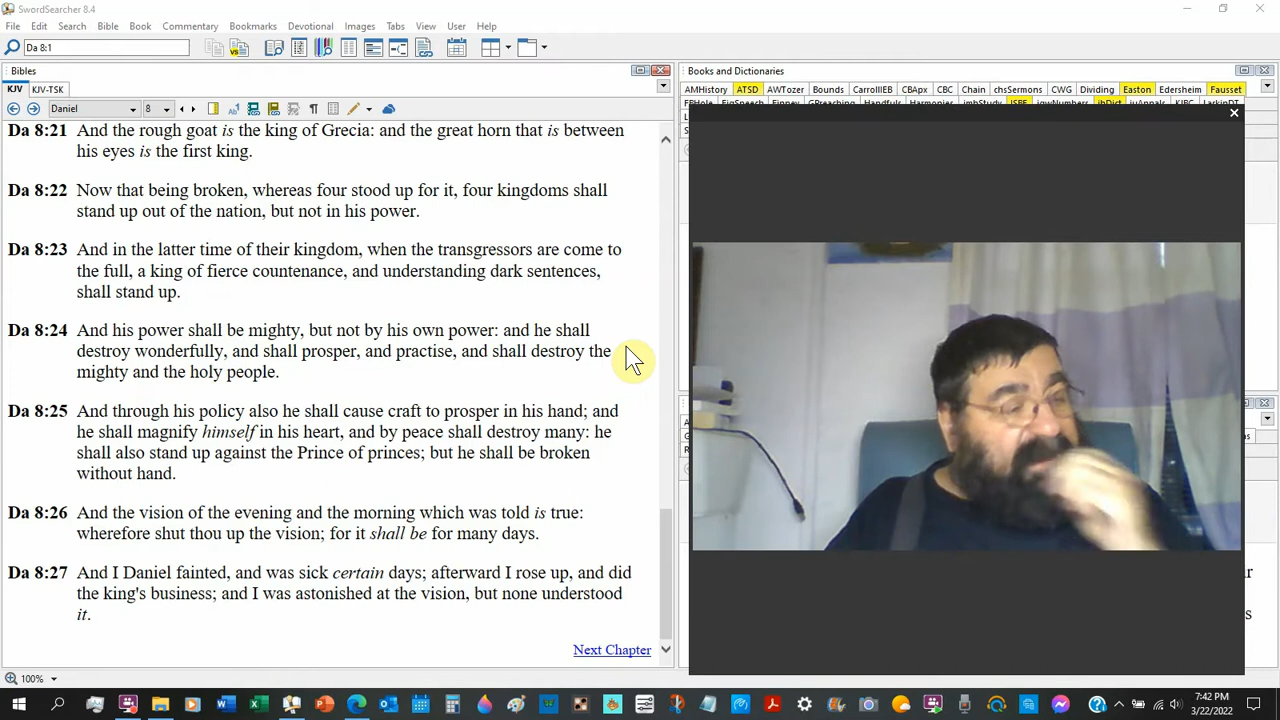 SwordSearcher 8.4
File Edit Search Bible Book Commentary Bookmarks Devotional Images Tabs View User Help
Da 8:1
Bibles
KJV KJV-TSK
Daniel 8
Da 8:21 And the rough goat is the king of Grecia: and the great horn that is between
his eyes is the first king.
Da 8:22 Now that being broken, whereas four stood up for it, four kingdoms shall
stand up out of the nation, but not in his power.
Da 8:23 And in the latter time of their kingdom, when the transgressors are come to
the full, a king of fierce countenance, and understanding dark sentences,
shall stand up.
Da 8:24 And his power shall be mighty, but not by his own power: and he shall
destroy wonderfully, and shall prosper, and practise, and shall destroy the
mighty and the holy people.
Da 8:25 And through his policy also he shall cause craft to prosper in his hand; and
he shall magnify himself in his heart, and by peace shall destroy many: he
shall also stand up against the Prince of princes; but he shall be broken
without hand.
Da 8:26 And the vision of the evening and the morning which was told is true:
wherefore shut thou up the vision; for it shall be for many days.
Da 8:27 And I Daniel fainted, and was sick certain days; afterward I rose up, and did
the king's business; and I was astonished at the vision, but none understood
it.
Next Chapter
100%
Books and Dictionaries
AMHistory ATSD AWTozer Bounds CarrollIEB CBApx Chain chsSermons CWG Dividing Easton Edersheim Fausset
7:42 PM
3/22/2022